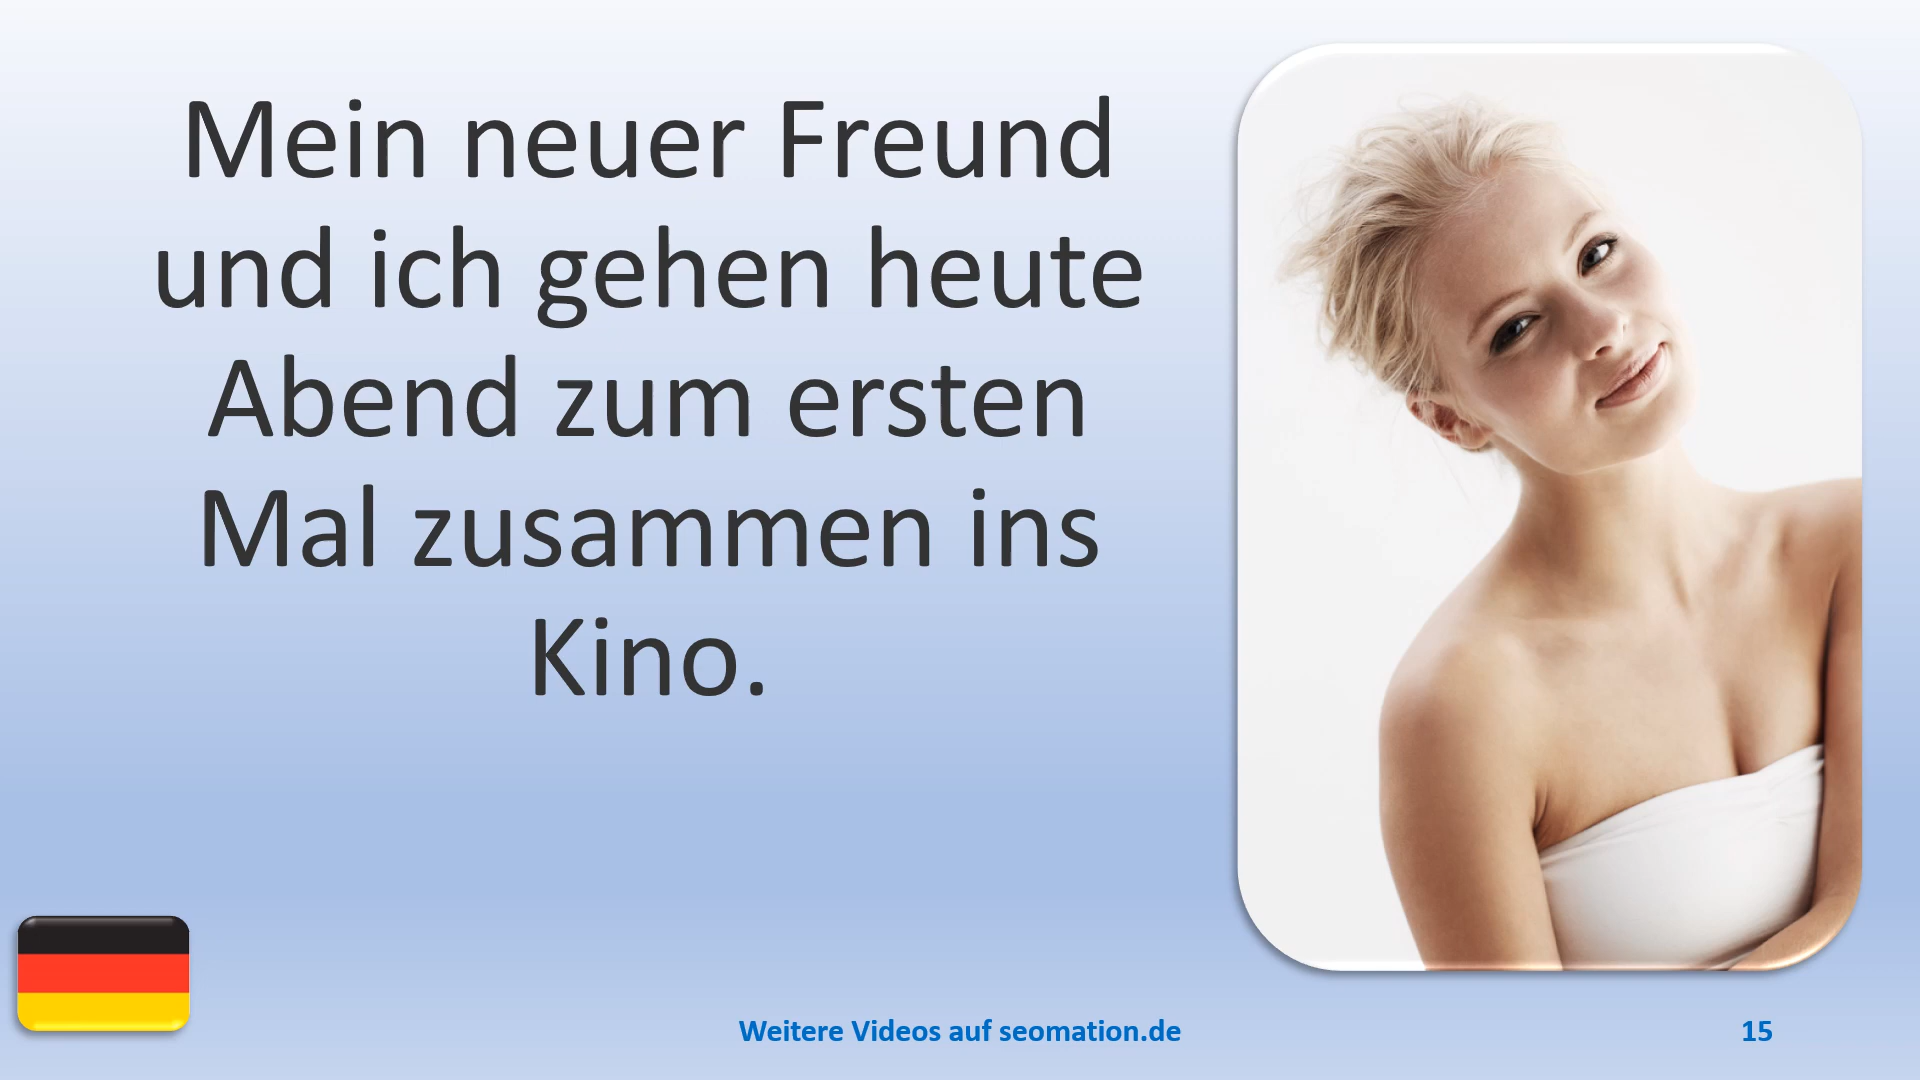 Mein neuer Freund
und ich gehen heute
Abend zum ersten
Mal zusammen ins
Kino.
Weitere Videos auf seomation.de
15